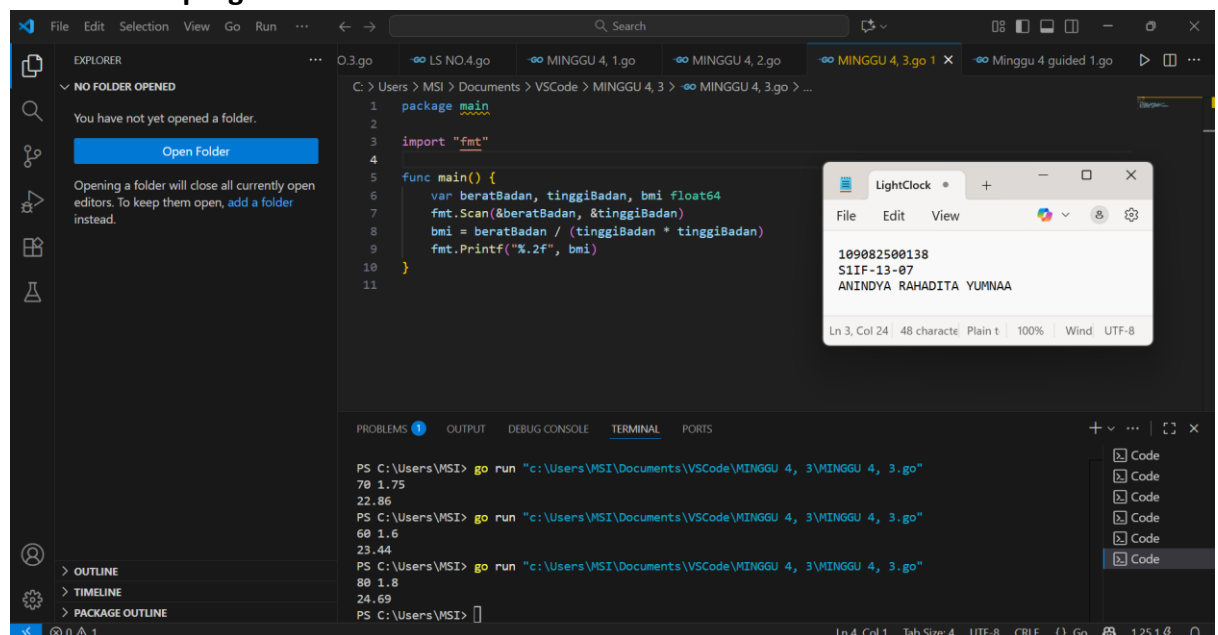 File Edit Selection View Go Run ... Search
EXPLORER ...
NO FOLDER OPENED
You have not yet opened a folder.
Open Folder
Opening a folder will close all currently open
editors. To keep them open, add a folder
instead.
OUTLINE
TIMELINE
PACKAGE OUTLINE
O.3.go LS NO.4.go MINGGU 4, 1.go MINGGU 4, 2.go MINGGU 4, 3.go 1 Minggu 4 guided 1.go ...
C: > Users > MSI > Documents > VSCode > MINGGU 4, 3 > MINGGU 4, 3.go > ...
1 package main
2
3 import "fmt"
4
5 func main() {
6 var beratBadan, tinggiBadan, bmi float64
7 fmt.Scan(&beratBadan, &tinggiBadan)
8 bmi = beratBadan / (tinggiBadan * tinggiBadan)
9 fmt.Printf("%.2f", bmi)
10 }
11
LightClock
File Edit View
109082500138
S1IF-13-07
ANINDYA RAHADITA YUMNAA
Ln 3, Col 24 48 characte Plain t 100% Wind UTF-8
PROBLEMS 1 OUTPUT DEBUG CONSOLE TERMINAL PORTS
PS C:\Users\MSI> go run "c:\Users\MSI\Documents\VSCode\MINGGU 4, 3\MINGGU 4, 3.go"
70 1.75
22.86
PS C:\Users\MSI> go run "c:\Users\MSI\Documents\VSCode\MINGGU 4, 3\MINGGU 4, 3.go"
60 1.6
23.44
PS C:\Users\MSI> go run "c:\Users\MSI\Documents\VSCode\MINGGU 4, 3\MINGGU 4, 3.go"
80 1.8
24.69
PS C:\Users\MSI>
Code
Code
Code
Code
Code
Code
0 1 Ln 4, Col 1 Tab Size: 4 UTF-8 CRLF {} Go